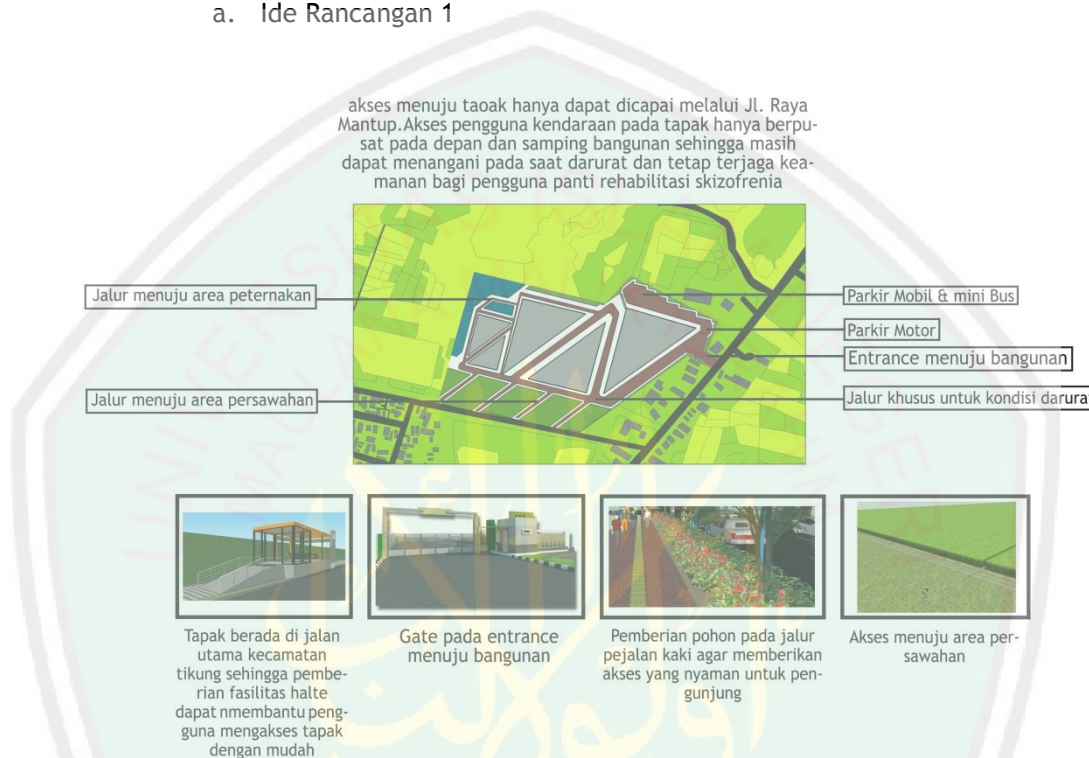 a. Ide Rancangan 1
akses menuju taoak hanya dapat dicapai melalui Jl. Raya
Mantup.Akses pengguna kendaraan pada tapak hanya berpu-
sat pada depan dan samping bangunan sehingga masih
dapat menangani pada saat darurat dan tetap terjaga kea-
manan bagi pengguna panti rehabilitasi skizofrenia
Jalur menuju area peternakan
Jalur menuju area persawahan
Parkir Mobil & mini Bus
Parkir Motor
Entrance menuju bangunan
Jalur khusus untuk kondisi darurat
Tapak berada di jalan
utama kecamatan
tikung sehingga pembe-
rian fasilitas halte
dapat nmembantu peng-
guna mengakses tapak
dengan mudah
Gate pada entrance
menuju bangunan
Pemberian pohon pada jalur
pejalan kaki agar memberikan
akses yang nyaman untuk pen-
gunjung
Akses menuju area per-
sawahan